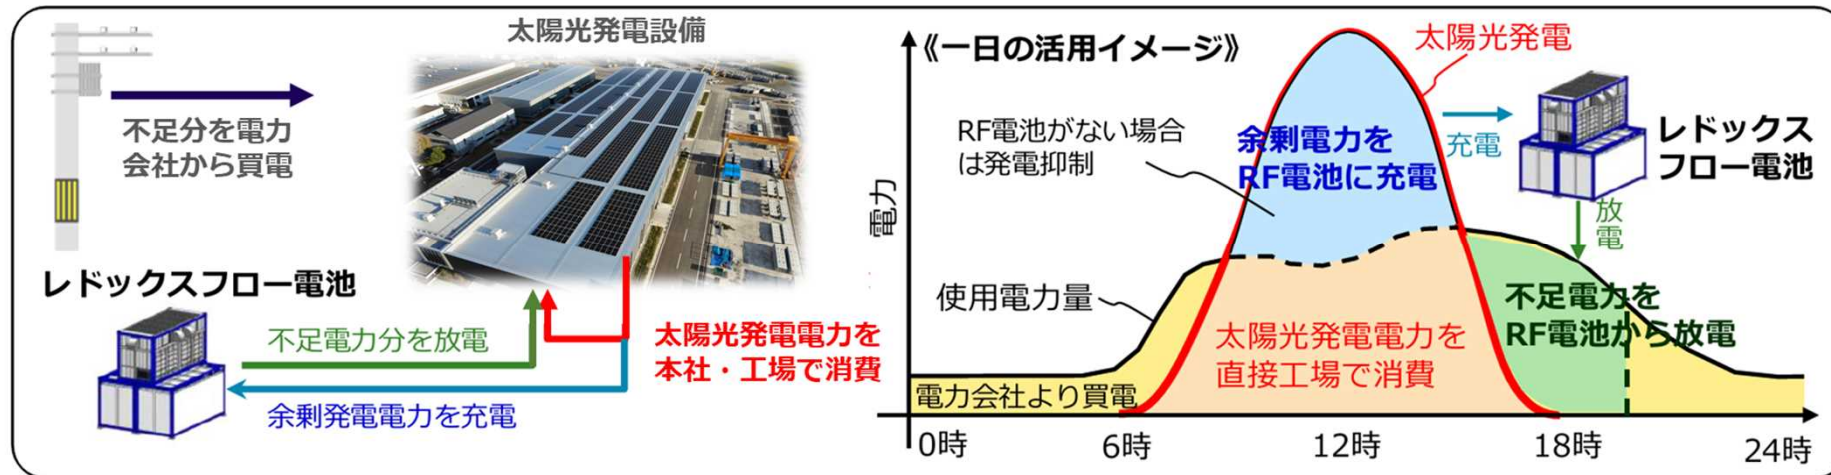 太陽光発電設備
不足分を電力
会社から買電
レドックスフロー電池
不足電力分を放電
余剰発電電力を充電
太陽光発電電力を
本社・工場で消費
《一日の活用イメージ》
太陽光発電
RF電池がない場合
は発電抑制
余剰電力を
RF電池に充電
充電
レドックス
フロー電池
放
電
電力
使用電力量
太陽光発電電力を
直接工場で消費
不足電力を
RF電池から放電
電力会社より買電
0時
6時
12時
18時
24時